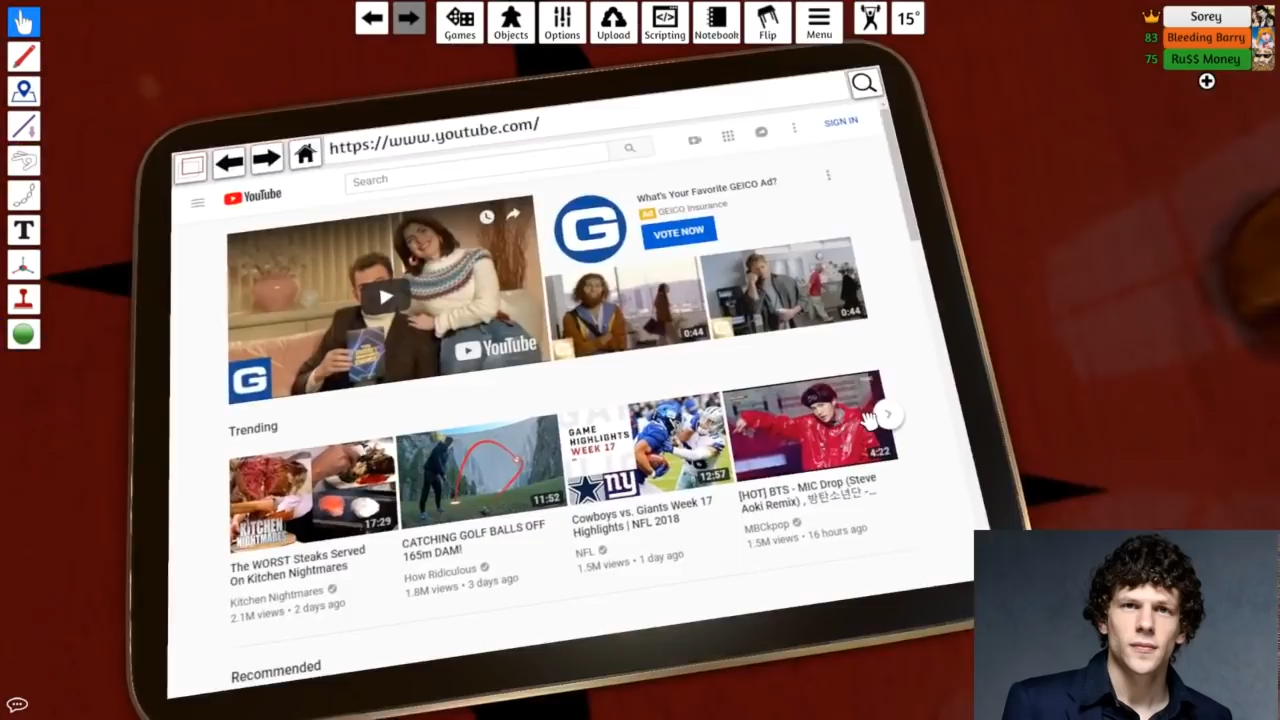 Games
Objects
Options
Upload
Scripting
Notebook
Flip
Menu
15°
Sorey
83 Bleeding Barry
75 Ru$$ Money
https://www.youtube.com/
SIGN IN
YouTube
Search
What's Your Favorite GEICO Ad?
Ad GEICO Insurance
VOTE NOW
G
G
YouTube
0:44
0:44
Trending
KITCHEN
NIGHTMARES
17:29
11:52
GAME
HIGHLIGHTS
WEEK 17
ny
12:57
4:22
The WORST Steaks Served
On Kitchen Nightmares
Kitchen Nightmares
2.1M views • 2 days ago
CATCHING GOLF BALLS OFF
165m DAM!
How Ridiculous
1.8M views • 3 days ago
Cowboys vs. Giants Week 17
Highlights | NFL 2018
NFL
1.5M views • 1 day ago
[HOT] BTS - MIC Drop (Steve
Aoki Remix) , 방탄소년단 -...
MBCkpop
1.5M views • 16 hours ago
Recommended
T